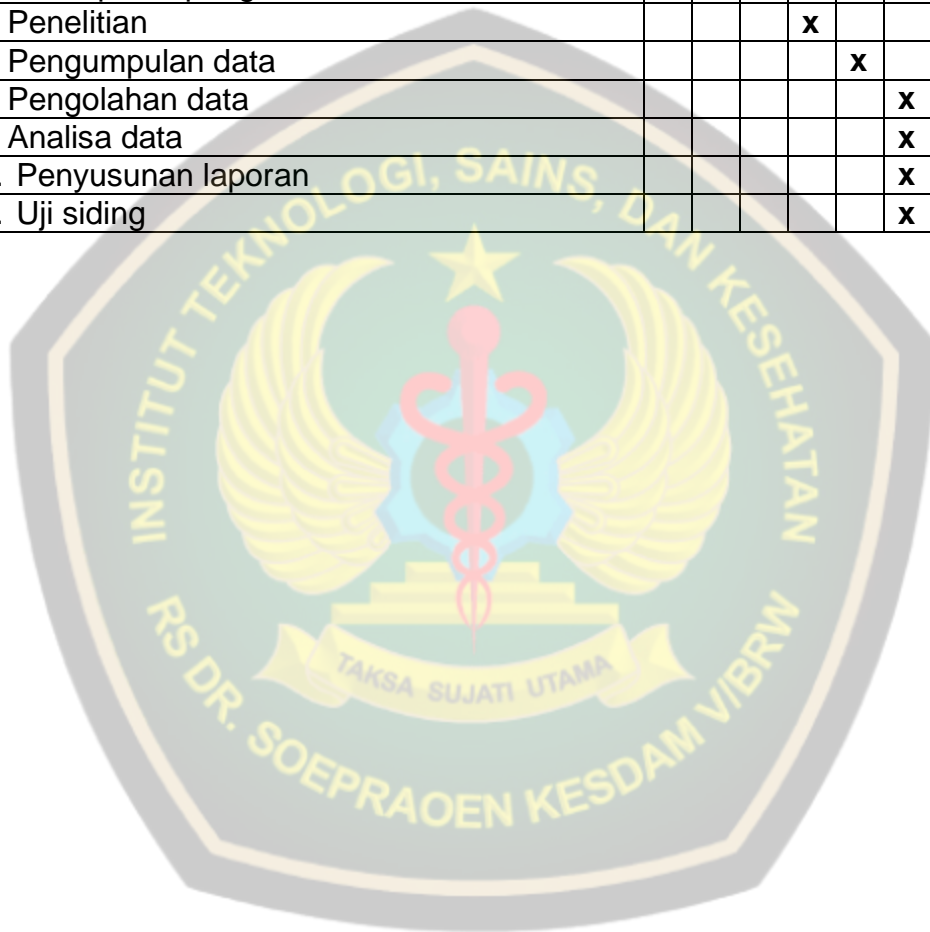 Penelitian x
Pengumpulan data x
Pengolahan data x
Analisa data x
. Penyusunan laporan x
. Uji siding x
INSTITUT TEKNOLOGI, SAINS, DAN KESEHATAN
TAKSA SUJATI UTAMA
RS DR. SOEPRAOEN KESDAM V/BRW